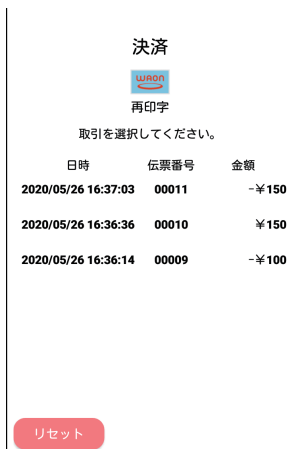 決済
WAON
再印字
取引を選択してください。
日時 伝票番号 金額
2020/05/26 16:37:03 00011 -￥150
2020/05/26 16:36:36 00010 ￥150
2020/05/26 16:36:14 00009 -￥100
リセット